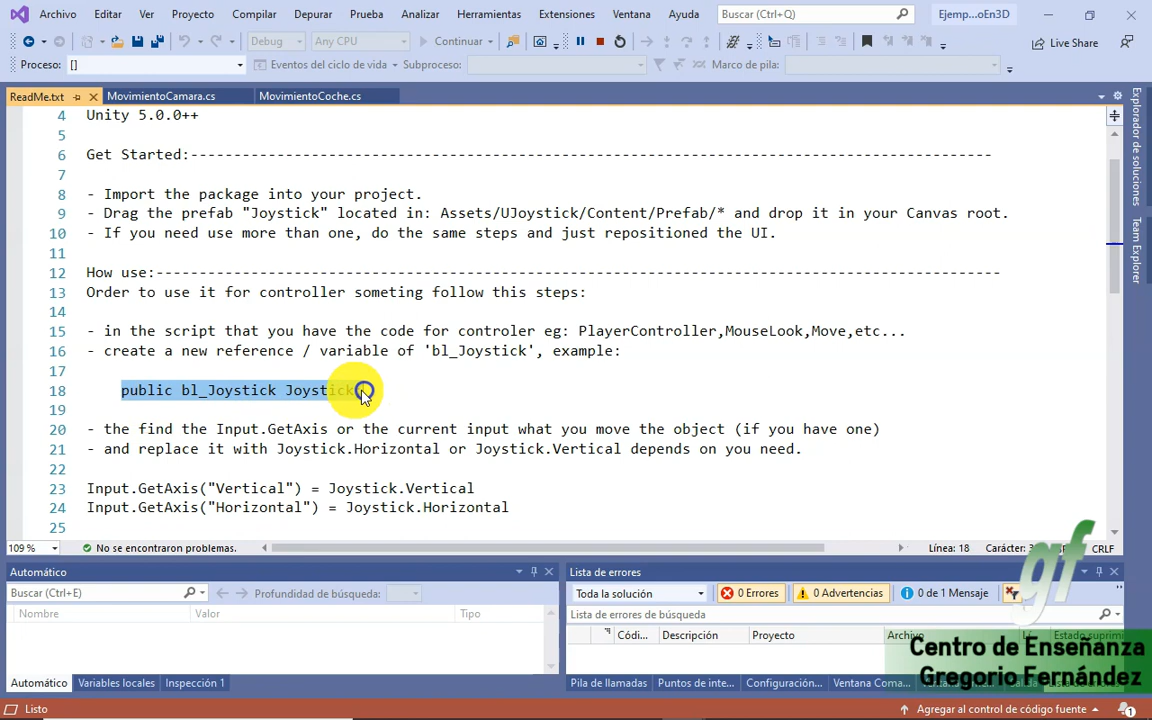 Archivo Editar Ver Proyecto Compilar Depurar Prueba Analizar Herramientas Extensiones Ventana Ayuda Buscar (Ctrl+Q) Ejemp...oEn3D
Debug Any CPU Continuar Live Share
Proceso: [] Eventos del ciclo de vida Subproceso: Marco de pila:
ReadMe.txt MovimientoCamara.cs MovimientoCoche.cs
Explorador de soluciones
Team Explorer
4 Unity 5.0.0++
5
6 Get Started:---------------------------------------------------------------------------------------------
7
8 - Import the package into your project.
9 - Drag the prefab "Joystick" located in: Assets/UJoystick/Content/Prefab/* and drop it in your Canvas root.
10 - If you need use more than one, do the same steps and just repositioned the UI.
11
12 How use:--------------------------------------------------------------------------------------------------
13 Order to use it for controller someting follow this steps:
14
15 - in the script that you have the code for controler eg: PlayerController,MouseLook,Move,etc...
16 - create a new reference / variable of 'bl_Joystick', example:
17
18 public bl_Joystick Joystick
19
20 - the find the Input.GetAxis or the current input what you move the object (if you have one)
21 - and replace it with Joystick.Horizontal or Joystick.Vertical depends on you need.
22
23 Input.GetAxis("Vertical") = Joystick.Vertical
24 Input.GetAxis("Horizontal") = Joystick.Horizontal
25
109 % No se encontraron problemas. Línea: 18 Carácter: CRLF
Automático Lista de errores
Buscar (Ctrl+E) Profundidad de búsqueda: Toda la solución 0 Errores 0 Advertencias 0 de 1 Mensaje
Nombre Valor Tipo Lista de errores de búsqueda
Códi... Descripción Proyecto Archivo Estado suprimi
gf
Centro de Enseñanza
Gregorio Fernández
Automático Variables locales Inspección 1 Pila de llamadas Puntos de inte... Configuración... Ventana Coma...
Listo Agregar al control de código fuente 1